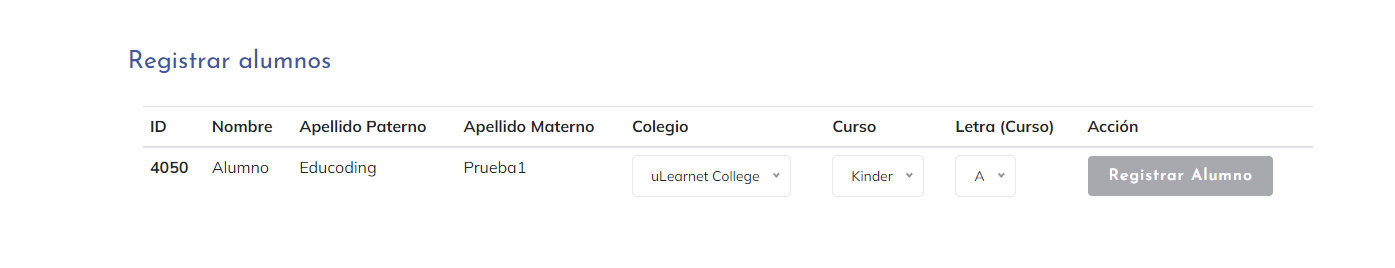 Registrar alumnos
ID Nombre Apellido Paterno Apellido Materno Colegio Curso Letra (Curso) Acción
4050 Alumno Educoding Prueba1 uLearnet College Kinder A Registrar Alumno